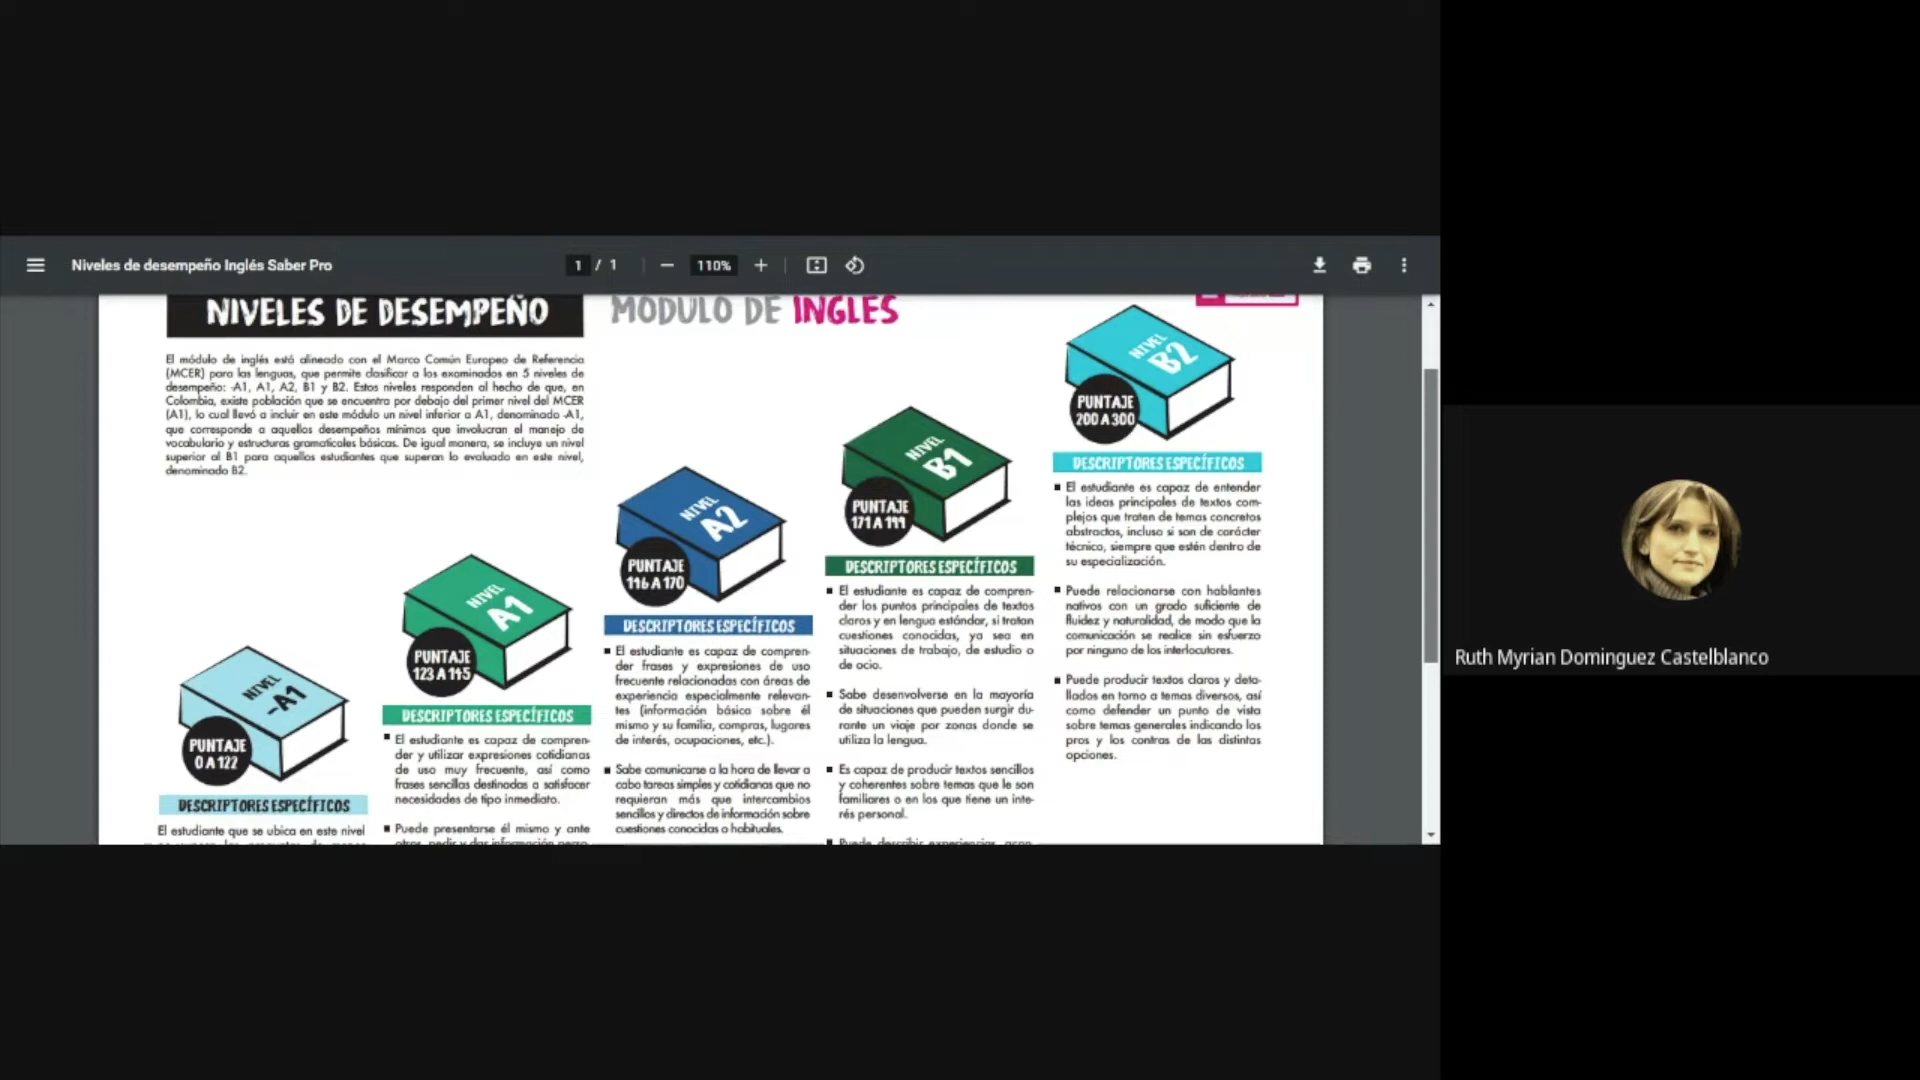 Niveles de desempeño Inglés Saber Pro
1 / 1
110%
NIVELES DE DESEMPEÑO
MÓDULO DE INGLÉS
El módulo de inglés está alineado con el Marco Común Europeo de Referencia
(MCER) para las lenguas, que permite clasificar a los examinados en 5 niveles de
desempeño: -A1, A1, A2, B1 y B2. Estos niveles responden al hecho de que, en
Colombia, existe población que se encuentra por debajo del primer nivel del MCER
(A1), lo cual llevó a incluir en este módulo un nivel inferior a A1, denominado -A1,
que corresponde a aquellos desempeños mínimos que involucran el manejo de
vocabulario y estructuras gramaticales básicas. De igual manera, se incluye un nivel
superior al B1 para aquellos estudiantes que superan lo evaluado en este nivel,
denominado B2.
NIVEL
-A1
PUNTAJE
0 A 122
DESCRIPTORES ESPECÍFICOS
El estudiante que se ubica en este nivel
NIVEL
A1
PUNTAJE
123 A 145
DESCRIPTORES ESPECÍFICOS
▪ El estudiante es capaz de compren-
der y utilizar expresiones cotidianas
de uso muy frecuente, así como
frases sencillas destinadas a satisfacer
necesidades de tipo inmediato.
▪ Puede presentarse él mismo y ante
otros, pedir y dar información perso-
NIVEL
A2
PUNTAJE
146 A 170
DESCRIPTORES ESPECÍFICOS
▪ El estudiante es capaz de compren-
der frases y expresiones de uso
frecuente relacionadas con áreas de
experiencia especialmente relevan-
tes (información básica sobre él
mismo y su familia, compras, lugares
de interés, ocupaciones, etc.).
▪ Sabe comunicarse a la hora de llevar a
cabo tareas simples y cotidianas que no
requieran más que intercambios
sencillos y directos de información sobre
cuestiones conocidas o habituales.
NIVEL
B1
PUNTAJE
171 A 199
DESCRIPTORES ESPECÍFICOS
▪ El estudiante es capaz de compren-
der los puntos principales de textos
claros y en lengua estándar, si tratan
cuestiones conocidas, ya sea en
situaciones de trabajo, de estudio o
de ocio.
▪ Sabe desenvolverse en la mayoría
de situaciones que pueden surgir du-
rante un viaje por zonas donde se
utiliza la lengua.
▪ Es capaz de producir textos sencillos
y coherentes sobre temas que le son
familiares o en los que tiene un inte-
rés personal.
▪ Puede describir experiencias, acon-
NIVEL
B2
PUNTAJE
200 A 300
DESCRIPTORES ESPECÍFICOS
▪ El estudiante es capaz de entender
las ideas principales de textos com-
plejos que traten de temas concretos
abstractos, incluso si son de carácter
técnico, siempre que estén dentro de
su especialización.
▪ Puede relacionarse con hablantes
nativos con un grado suficiente de
fluidez y naturalidad, de modo que la
comunicación se realice sin esfuerzo
por ninguno de los interlocutores.
▪ Puede producir textos claros y deta-
llados en torno a temas diversos, así
como defender un punto de vista
sobre temas generales indicando los
pros y los contras de las distintas
opciones.
Ruth Myrian Dominguez Castelblanco